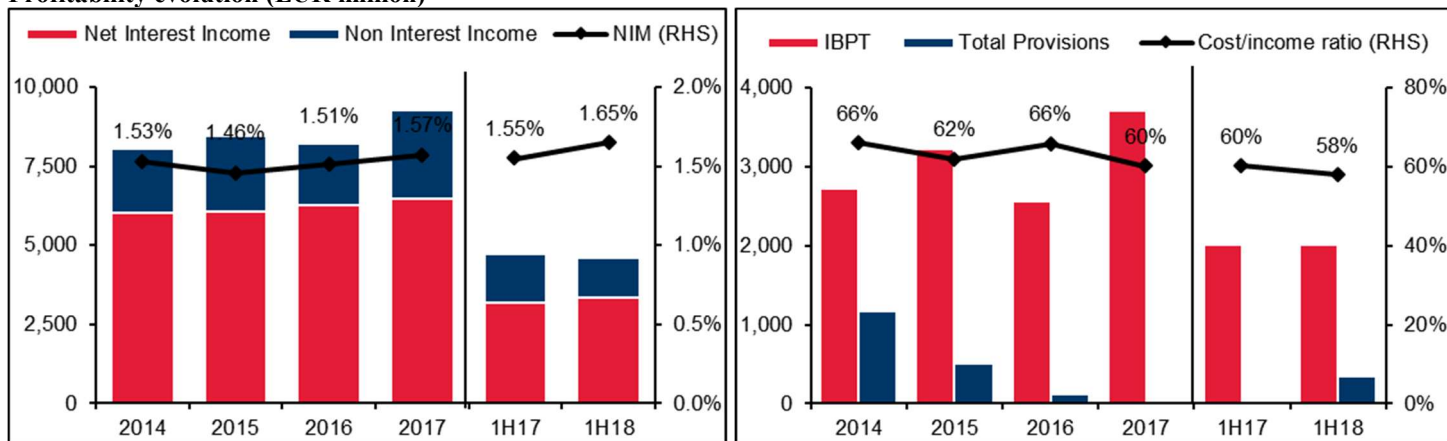 Profitability evolution (EUR million)
Net Interest Income Non Interest Income NIM (RHS)
10,000
7,500
5,000
2,500
0
2.0%
1.5%
1.0%
0.5%
0.0%
1.53% 1.46% 1.51% 1.57% 1.55% 1.65%
2014 2015 2016 2017 1H17 1H18
IBPT Total Provisions Cost/income ratio (RHS)
4,000
3,000
2,000
1,000
0
80%
60%
40%
20%
0%
66% 62% 66% 60% 60% 58%
2014 2015 2016 2017 1H17 1H18